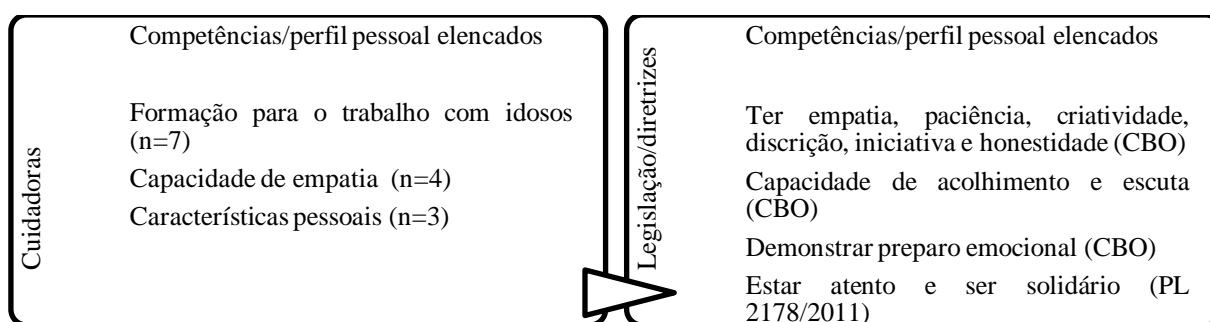 Cuidadoras
Competências/perfil pessoal elencados
Formação para o trabalho com idosos
(n=7)
Capacidade de empatia (n=4)
Características pessoais (n=3)
Legislação/diretrizes
Competências/perfil pessoal elencados
Ter empatia, paciência, criatividade,
discrição, iniciativa e honestidade (CBO)
Capacidade de acolhimento e escuta
(CBO)
Demonstrar preparo emocional (CBO)
Estar atento e ser solidário (PL
2178/2011)